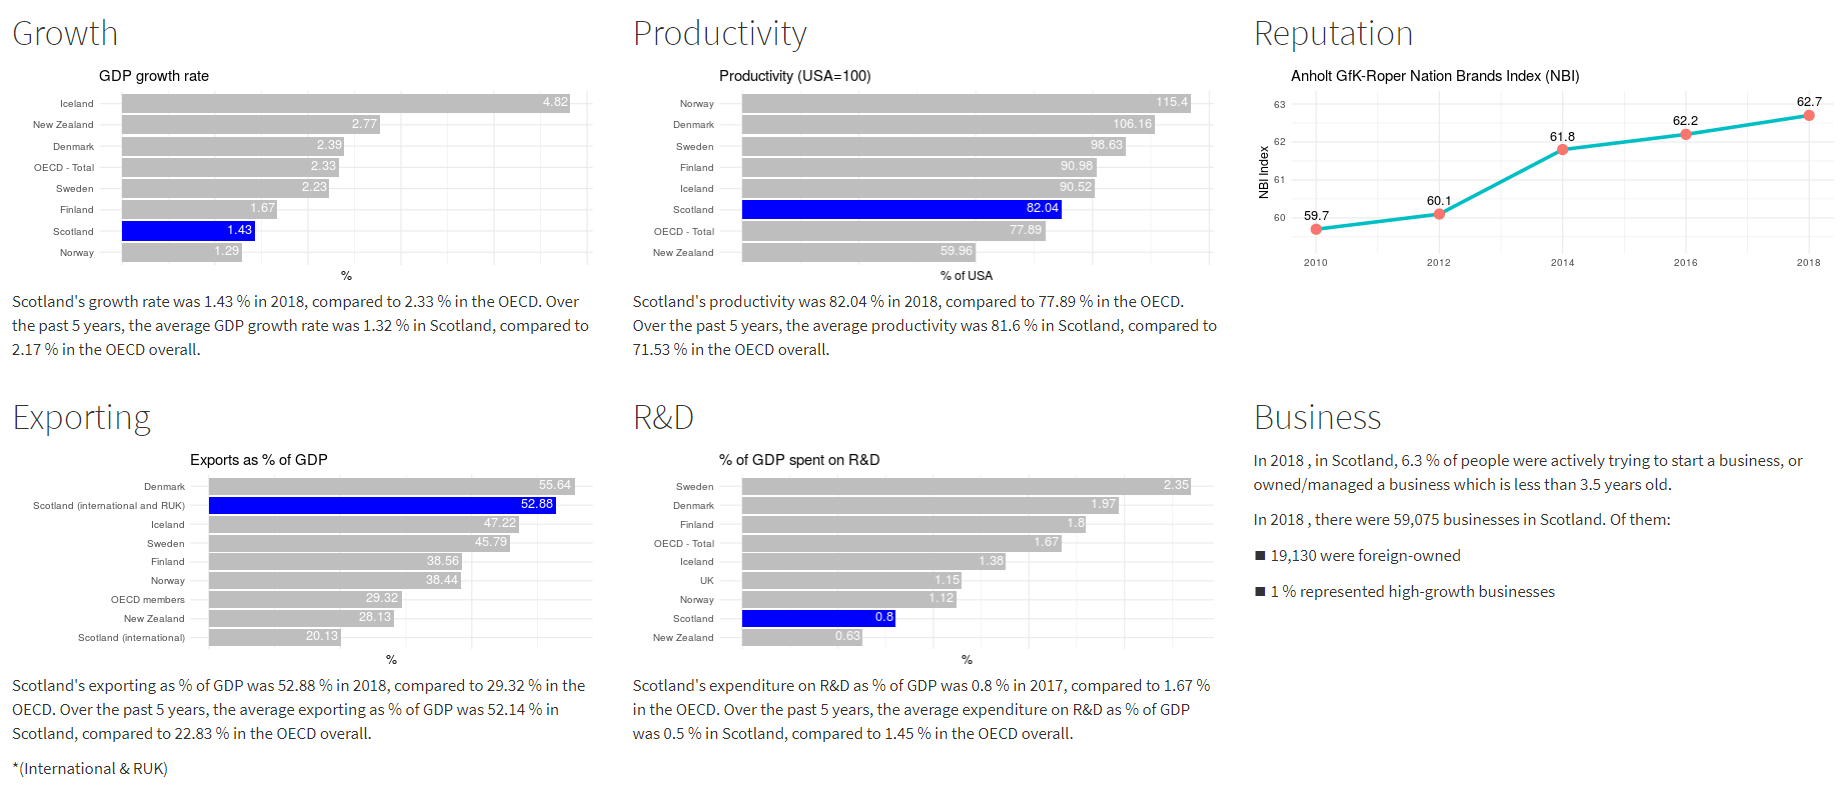 Growth
GDP growth rate
Iceland 4.82
New Zealand 2.77
Denmark 2.39
OECD - Total 2.33
Sweden 2.23
Finland 1.67
Scotland 1.43
Norway 1.29
%
Scotland's growth rate was 1.43 % in 2018, compared to 2.33 % in the OECD. Over
the past 5 years, the average GDP growth rate was 1.32 % in Scotland, compared to
2.17 % in the OECD overall.
Productivity
Productivity (USA=100)
Norway 115.4
Denmark 106.16
Sweden 98.63
Finland 90.98
Iceland 90.52
Scotland 82.04
OECD - Total 77.89
New Zealand 59.96
% of USA
Scotland's productivity was 82.04 % in 2018, compared to 77.89 % in the OECD.
Over the past 5 years, the average productivity was 81.6 % in Scotland, compared to
71.53 % in the OECD overall.
Reputation
Anholt GfK-Roper Nation Brands Index (NBI)
NBI Index
63
62
61
60
59.7
60.1
61.8
62.2
62.7
2010 2012 2014 2016 2018
Exporting
Exports as % of GDP
Denmark 55.64
Scotland (international and RUK) 52.88
Iceland 47.22
Sweden 45.79
Finland 38.56
Norway 38.44
OECD members 29.32
New Zealand 28.13
Scotland (international) 20.13
%
Scotland's exporting as % of GDP was 52.88 % in 2018, compared to 29.32 % in the
OECD. Over the past 5 years, the average exporting as % of GDP was 52.14 % in
Scotland, compared to 22.83 % in the OECD overall.
*(International & RUK)
R&D
% of GDP spent on R&D
Sweden 2.35
Denmark 1.97
Finland 1.8
OECD - Total 1.67
Iceland 1.38
UK 1.15
Norway 1.12
Scotland 0.8
New Zealand 0.63
%
Scotland's expenditure on R&D as % of GDP was 0.8 % in 2017, compared to 1.67 %
in the OECD. Over the past 5 years, the average expenditure on R&D as % of GDP
was 0.5 % in Scotland, compared to 1.45 % in the OECD overall.
Business
In 2018 , in Scotland, 6.3 % of people were actively trying to start a business, or
owned/managed a business which is less than 3.5 years old.
In 2018 , there were 59,075 businesses in Scotland. Of them:
■ 19,130 were foreign-owned
■ 1 % represented high-growth businesses